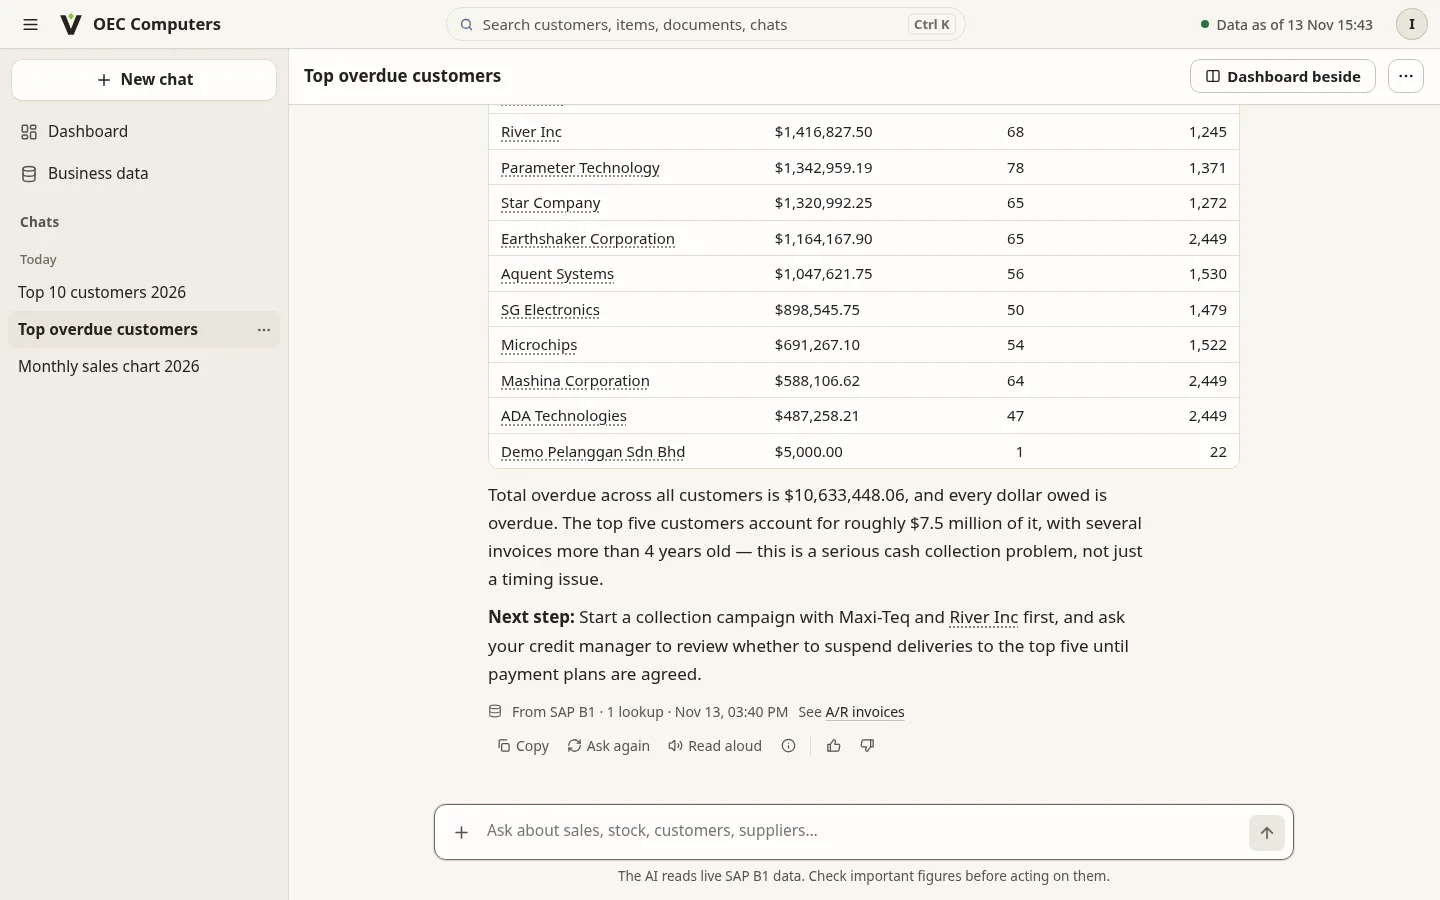 OEC Computers
Search customers, items, documents, chats
Ctrl K
Data as of 13 Nov 15:43
I
New chat
Dashboard
Business data
Chats
Today
Top 10 customers 2026
Top overdue customers
Monthly sales chart 2026
Top overdue customers
Dashboard beside
River Inc $1,416,827.50 68 1,245
Parameter Technology $1,342,959.19 78 1,371
Star Company $1,320,992.25 65 1,272
Earthshaker Corporation $1,164,167.90 65 2,449
Aquent Systems $1,047,621.75 56 1,530
SG Electronics $898,545.75 50 1,479
Microchips $691,267.10 54 1,522
Mashina Corporation $588,106.62 64 2,449
ADA Technologies $487,258.21 47 2,449
Demo Pelanggan Sdn Bhd $5,000.00 1 22
Total overdue across all customers is $10,633,448.06, and every dollar owed is
overdue. The top five customers account for roughly $7.5 million of it, with several
invoices more than 4 years old — this is a serious cash collection problem, not just
a timing issue.
Next step: Start a collection campaign with Maxi-Teq and River Inc first, and ask
your credit manager to review whether to suspend deliveries to the top five until
payment plans are agreed.
From SAP B1 · 1 lookup · Nov 13, 03:40 PM See A/R invoices
Copy Ask again Read aloud
Ask about sales, stock, customers, suppliers...
The AI reads live SAP B1 data. Check important figures before acting on them.